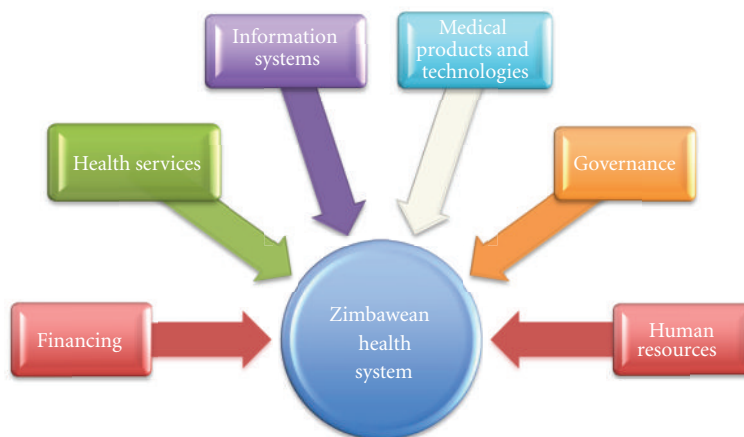 Information
systems
Medical
products and
technologies
Health services
Governance
Financing
Zimbawean
health
system
Human
resources